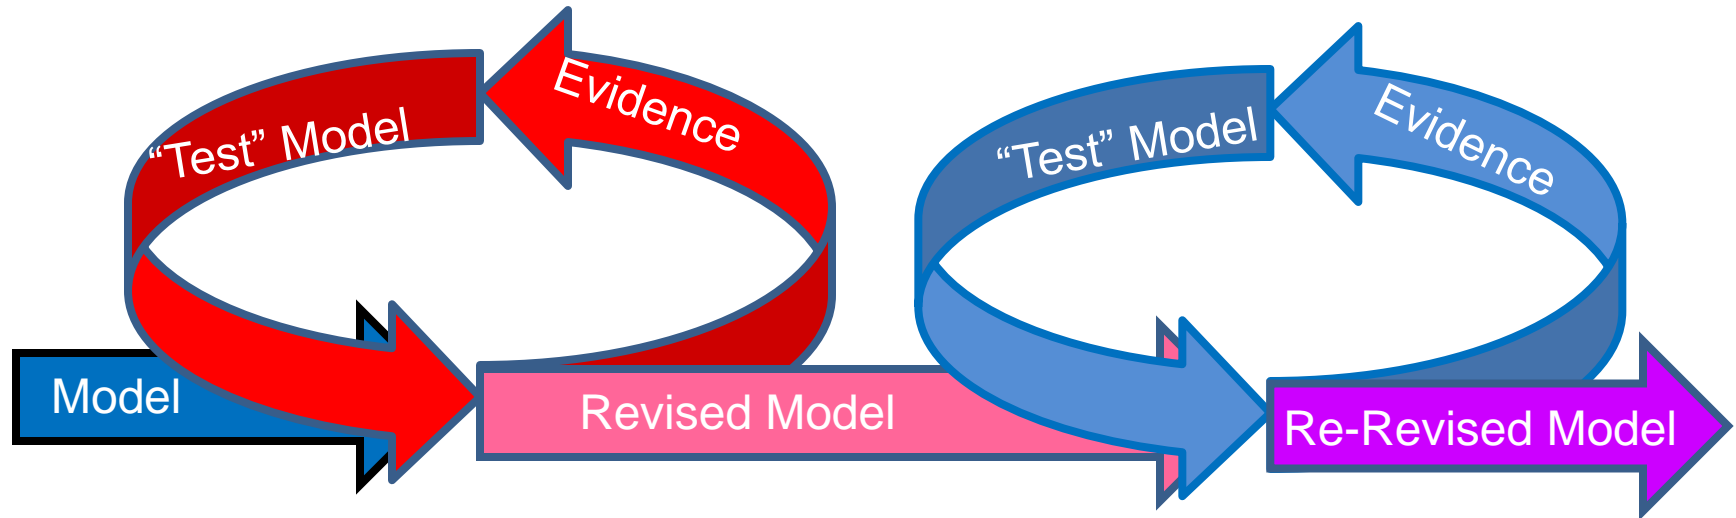 “Test” Model
Evidence
“Test” Model
Evidence
Model
Revised Model
Re-Revised Model